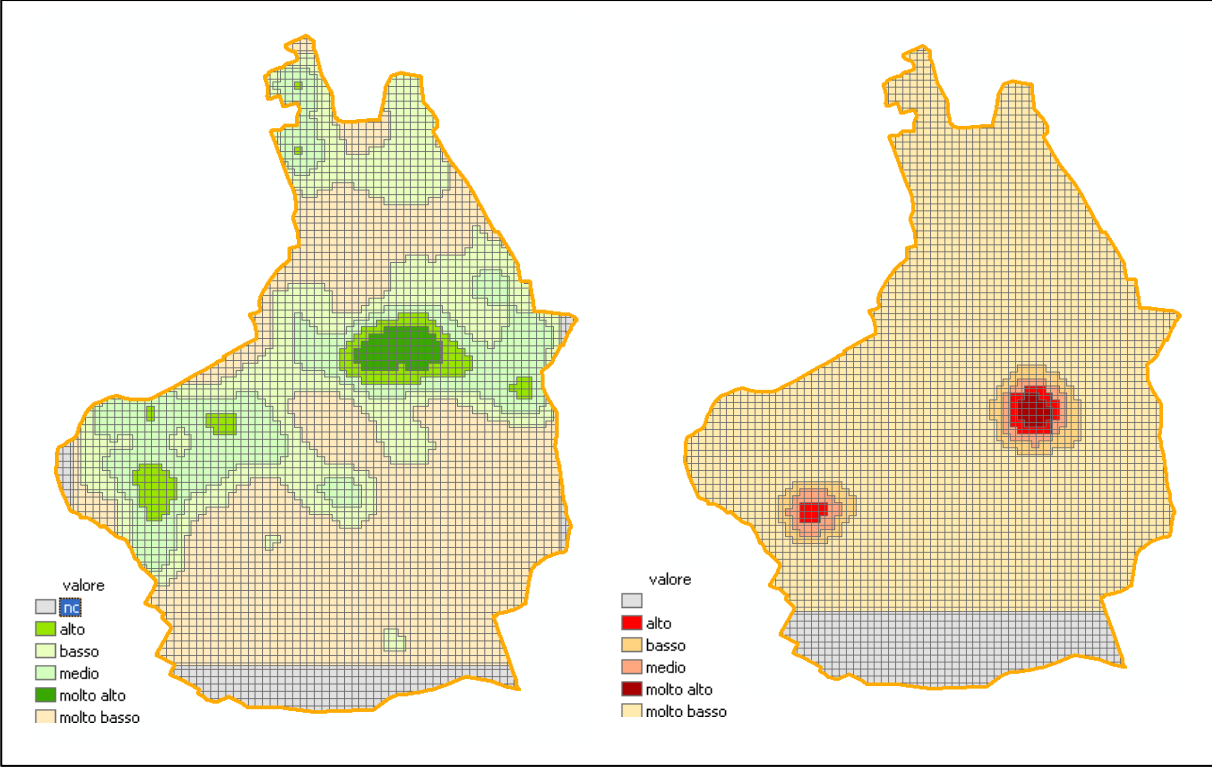 valore
nc
alto
basso
medio
molto alto
molto basso
valore
alto
basso
medio
molto alto
molto basso